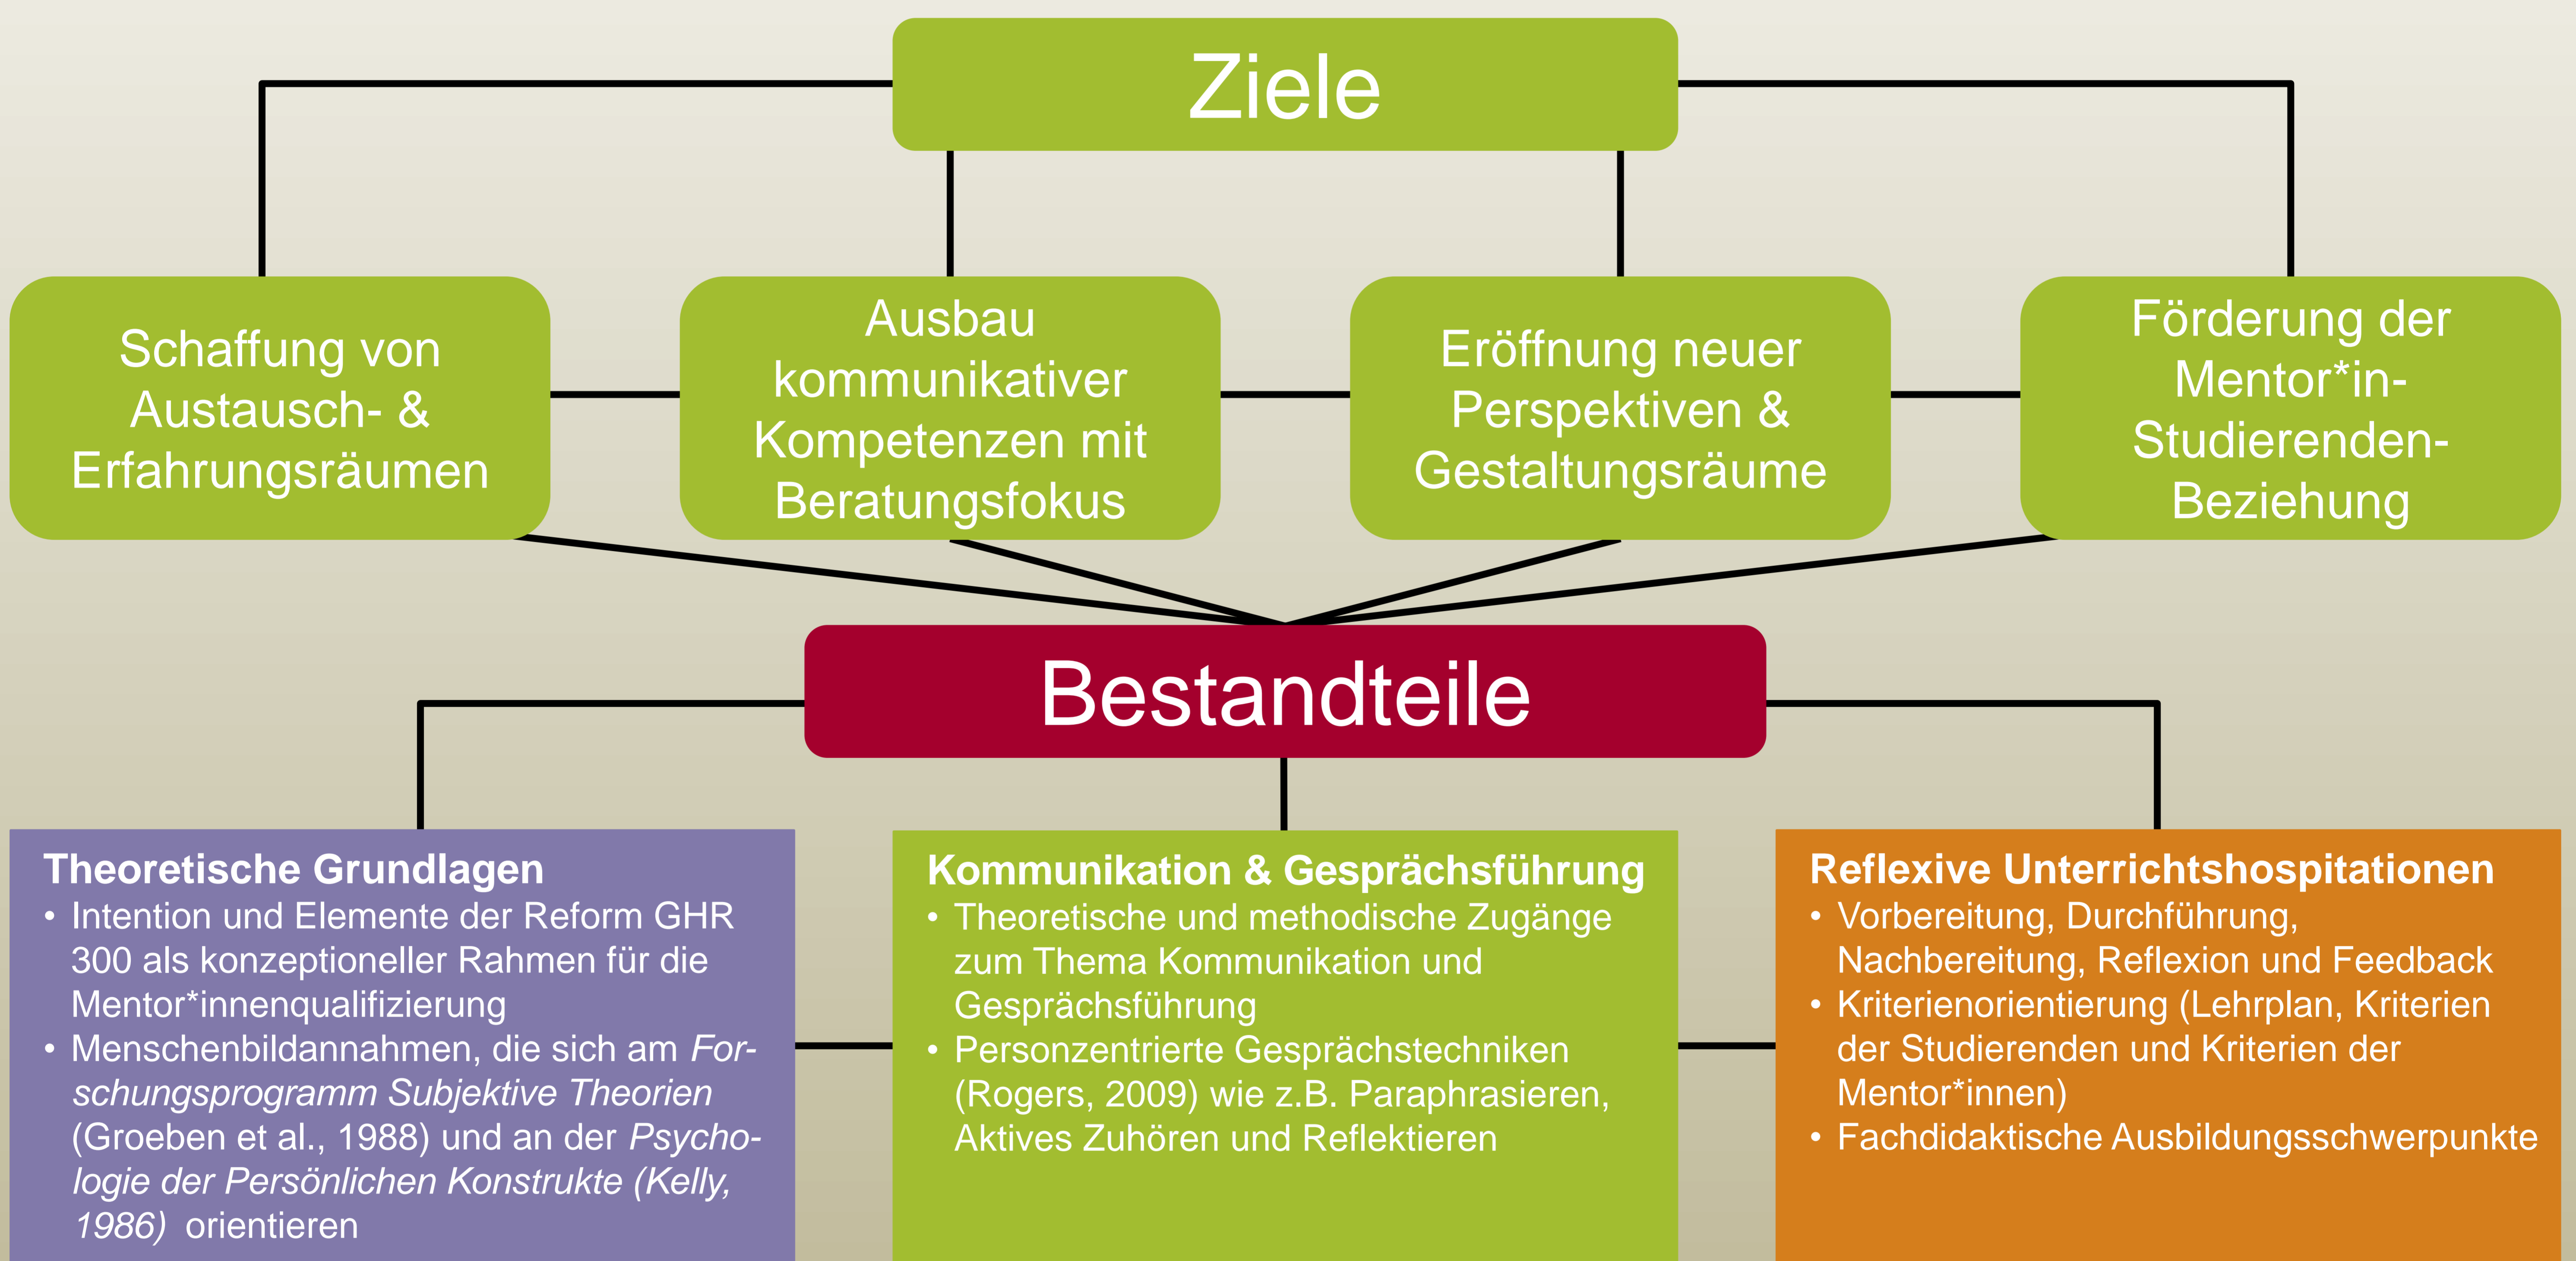 Ziele
Schaffung von
Austausch- &
Erfahrungsräumen
Ausbau
kommunikativer
Kompetenzen mit
Beratungsfokus
Eröffnung neuer
Perspektiven &
Gestaltungsräume
Förderung der
Mentor*in-
Studierenden-
Beziehung
Bestandteile
Theoretische Grundlagen
• Intention und Elemente der Reform GHR
300 als konzeptioneller Rahmen für die
Mentor*innenqualifizierung
• Menschenbildannahmen, die sich am For-
schungsprogramm Subjektive Theorien
(Groeben et al., 1988) und an der Psycho-
logie der Persönlichen Konstrukte (Kelly,
1986) orientieren
Kommunikation & Gesprächsführung
• Theoretische und methodische Zugänge
zum Thema Kommunikation und
Gesprächsführung
• Personzentrierte Gesprächstechniken
(Rogers, 2009) wie z.B. Paraphrasieren,
Aktives Zuhören und Reflektieren
Reflexive Unterrichtshospitationen
• Vorbereitung, Durchführung,
Nachbereitung, Reflexion und Feedback
• Kriterienorientierung (Lehrplan, Kriterien
der Studierenden und Kriterien der
Mentor*innen)
• Fachdidaktische Ausbildungsschwerpunkte